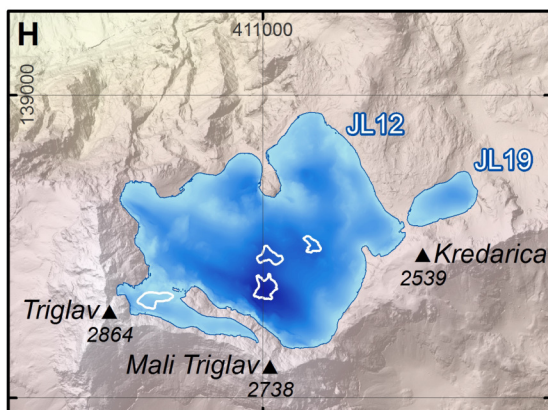 H
411000
139000
JL12
JL19
Kredarica
2539
Triglav
2864
Mali Triglav
2738